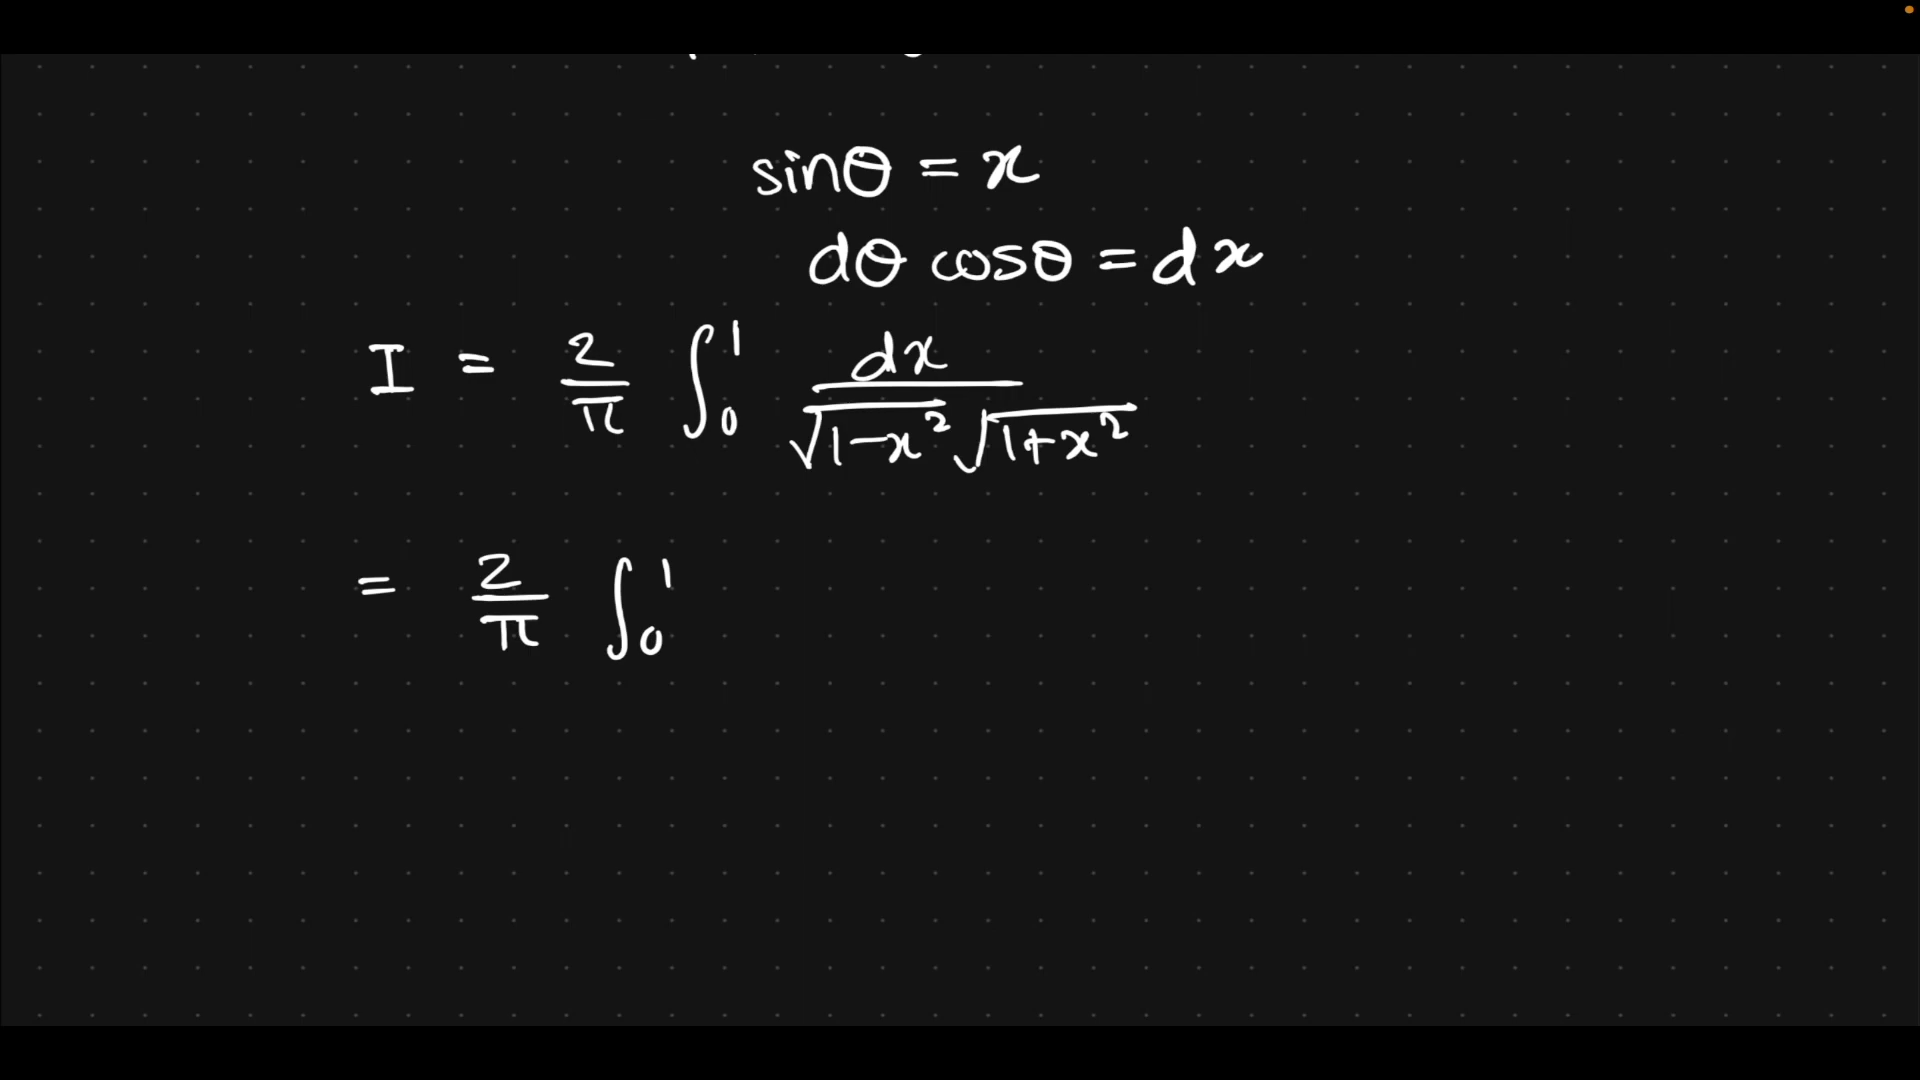 sinθ = x
dθ cosθ = dx
I = 2/π ∫₀¹ dx/(√(1-x²) √(1+x²))
= 2/π ∫₀¹